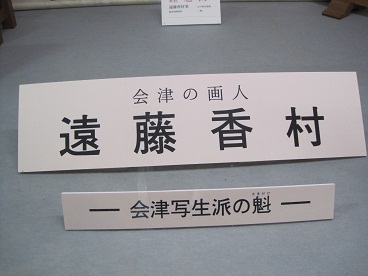 会津の画人
遠藤香村
― 会津写生派の魁 ―